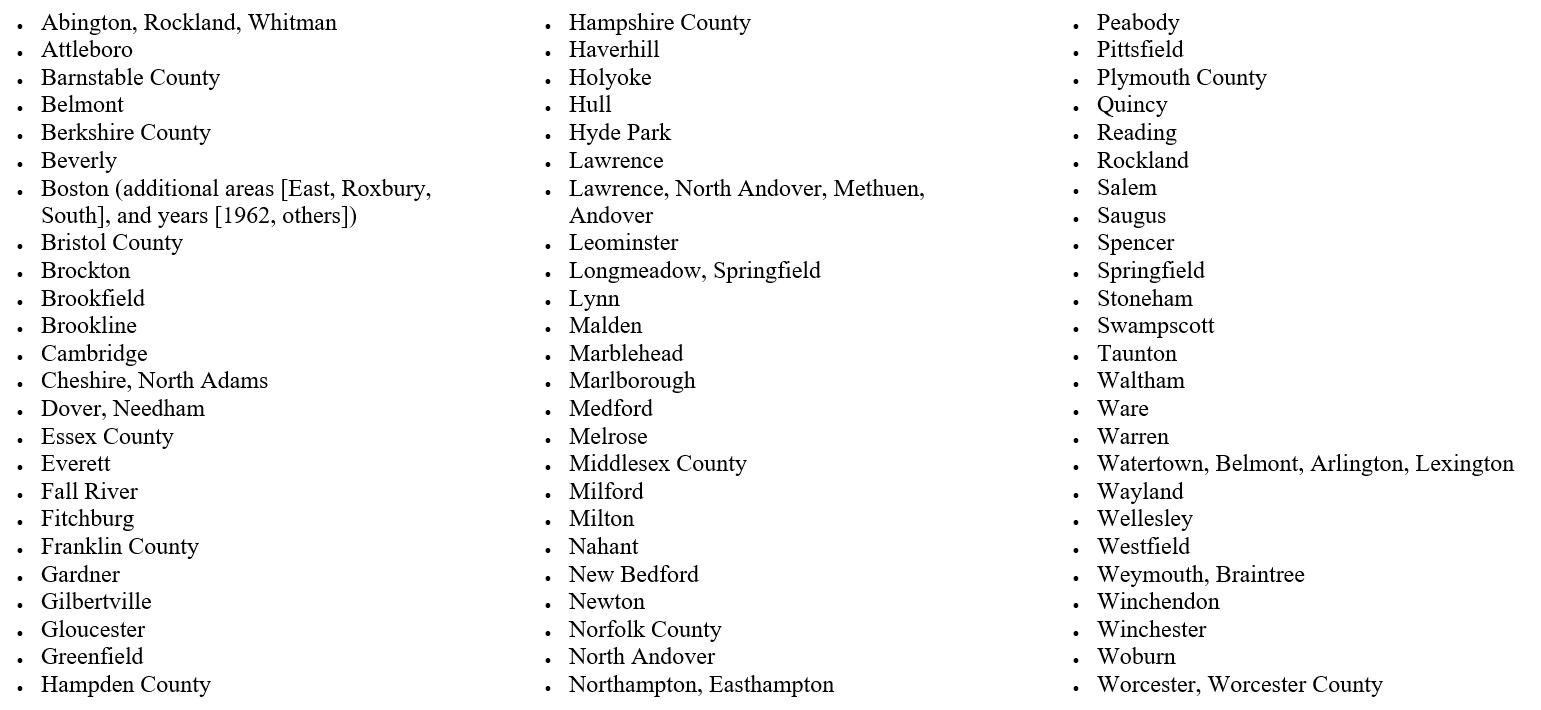 • Abington, Rockland, Whitman
• Attleboro
• Barnstable County
• Belmont
• Berkshire County
• Beverly
• Boston (additional areas [East, Roxbury,
South], and years [1962, others])
• Bristol County
• Brockton
• Brookfield
• Brookline
• Cambridge
• Cheshire, North Adams
• Dover, Needham
• Essex County
• Everett
• Fall River
• Fitchburg
• Franklin County
• Gardner
• Gilbertville
• Gloucester
• Greenfield
• Hampden County
• Hampshire County
• Haverhill
• Holyoke
• Hull
• Hyde Park
• Lawrence
• Lawrence, North Andover, Methuen,
Andover
• Leominster
• Longmeadow, Springfield
• Lynn
• Malden
• Marblehead
• Marlborough
• Medford
• Melrose
• Middlesex County
• Milford
• Milton
• Nahant
• New Bedford
• Newton
• Norfolk County
• North Andover
• Northampton, Easthampton
• Peabody
• Pittsfield
• Plymouth County
• Quincy
• Reading
• Rockland
• Salem
• Saugus
• Spencer
• Springfield
• Stoneham
• Swampscott
• Taunton
• Waltham
• Ware
• Warren
• Watertown, Belmont, Arlington, Lexington
• Wayland
• Wellesley
• Westfield
• Weymouth, Braintree
• Winchendon
• Winchester
• Woburn
• Worcester, Worcester County